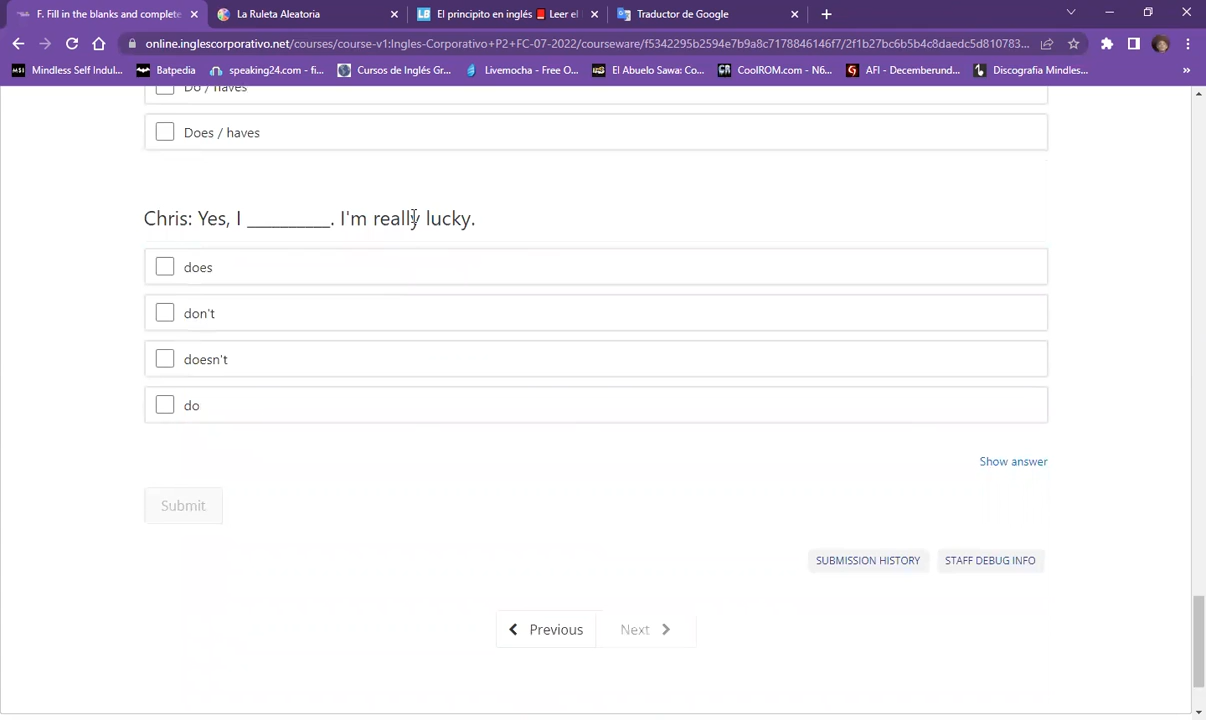 F. Fill in the blanks and complete
La Ruleta Aleatoria
El principito en inglés 📕 Leer el
Traductor de Google
online.inglescorporativo.net/courses/course-v1:Ingles-Corporativo+P2+FC-07-2022/courseware/f5342295b2594e7b9a8c7178846146f7/2f1b27bc6b5b4c8daedc5d810783...
Mindless Self Indul...
Batpedia
speaking24.com - fi...
Cursos de Inglés Gr...
Livemocha - Free O...
El Abuelo Sawa: Co...
CoolROM.com - N6...
AFI - Decemberund...
Discografia Mindles...
Do / haves
Does / haves
Chris: Yes, I __________. I'm really lucky.
does
don't
doesn't
do
Show answer
Submit
SUBMISSION HISTORY
STAFF DEBUG INFO
Previous
Next